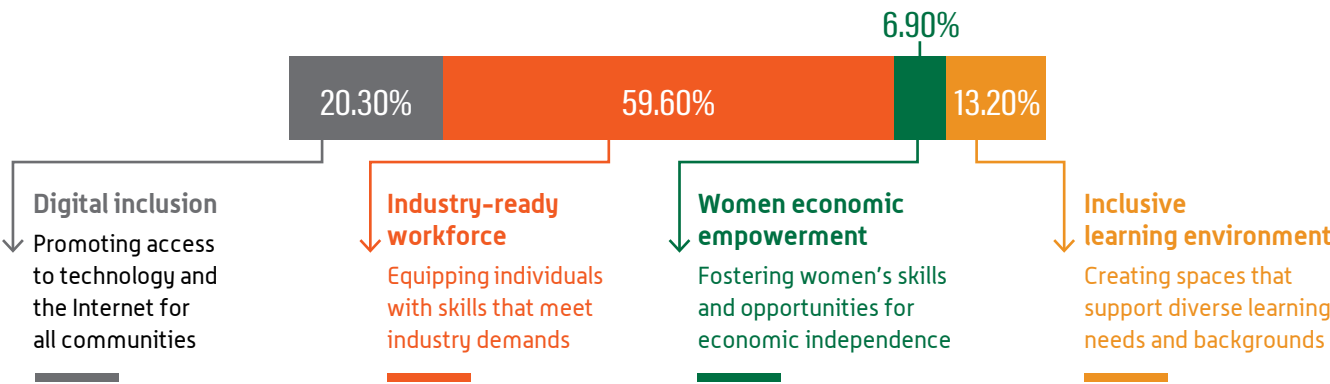 6.90%
20.30%
59.60%
13.20%
Digital inclusion
Promoting access
to technology and
the Internet for
all communities
Industry-ready
workforce
Equipping individuals
with skills that meet
industry demands
Women economic
empowerment
Fostering women's skills
and opportunities for
economic independence
Inclusive
learning environment
Creating spaces that
support diverse learning
needs and backgrounds